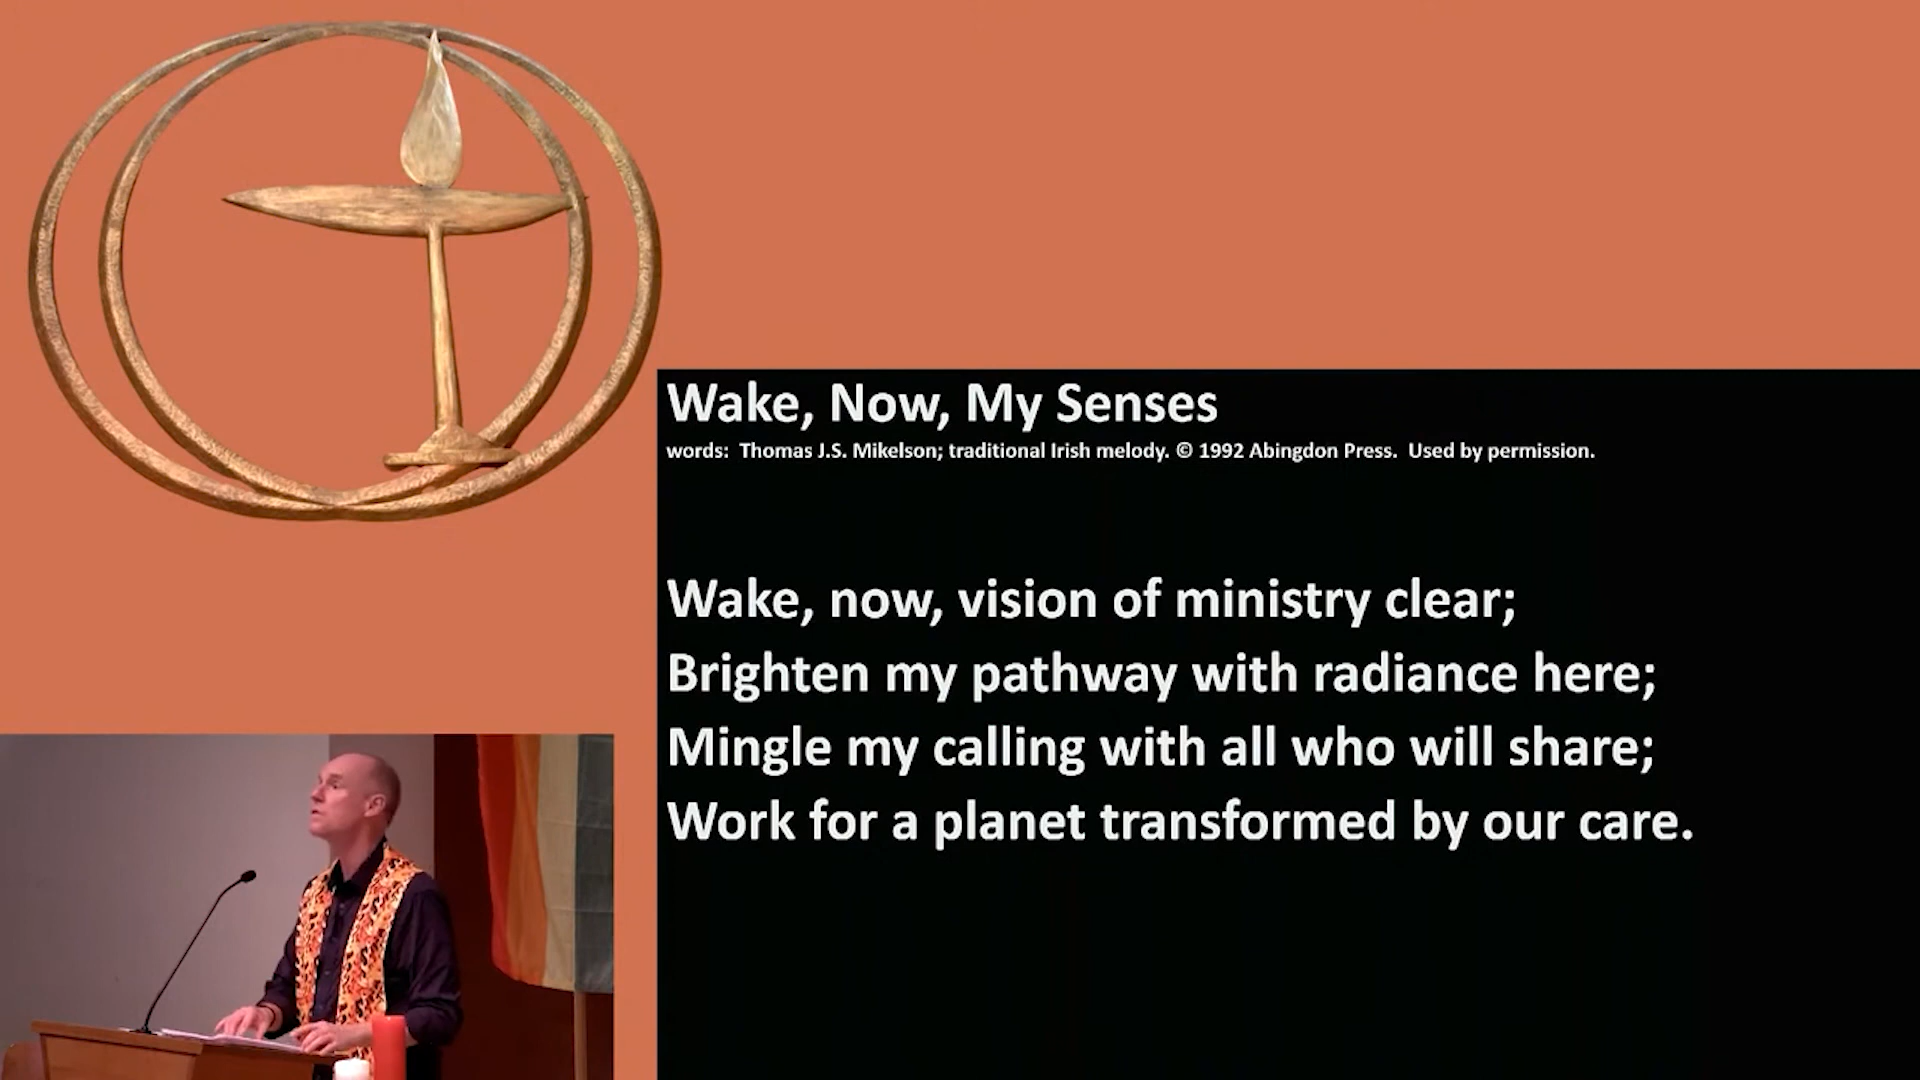 Wake, Now, My Senses
words:  Thomas J.S. Mikelson; traditional Irish melody. © 1992 Abingdon Press.  Used by permission.
Wake, now, vision of ministry clear;
Brighten my pathway with radiance here;
Mingle my calling with all who will share;
Work for a planet transformed by our care.